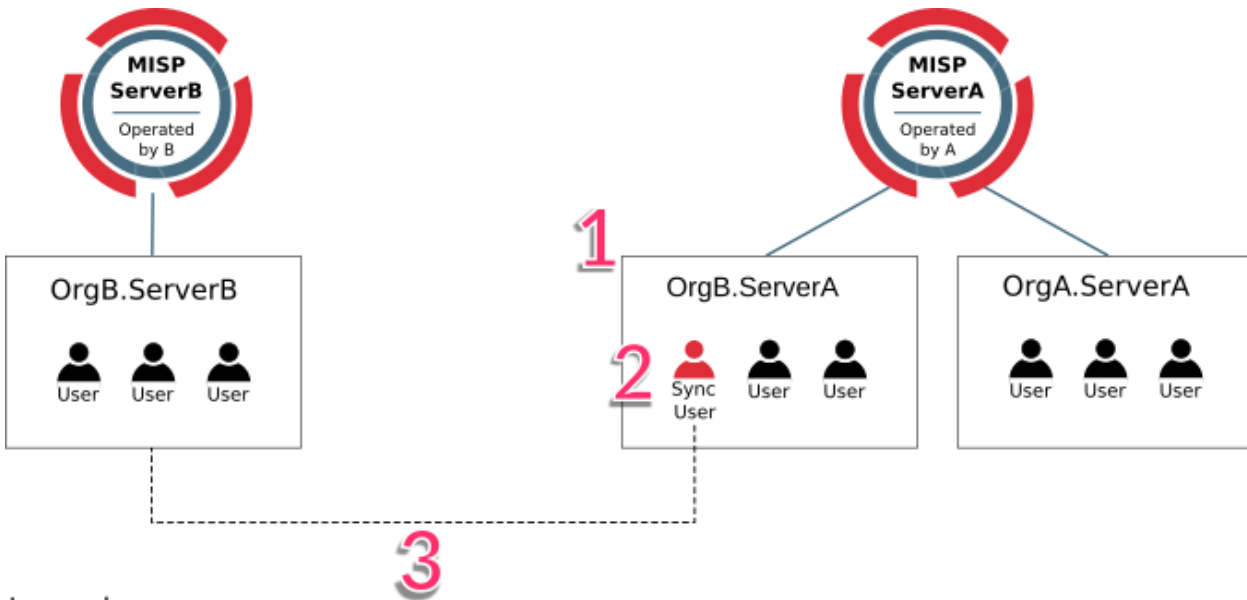 MISP
ServerB
Operated
by B
MISP
ServerA
Operated
by A
1
OrgB.ServerB
User
User
User
OrgB.ServerA
2
Sync
User
User
User
OrgA.ServerA
User
User
User
3